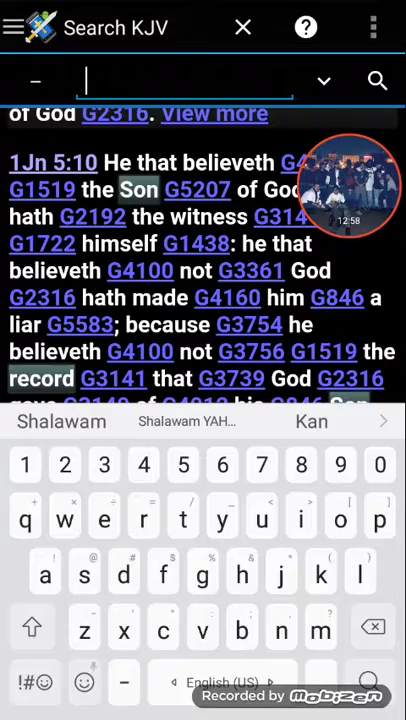 Search KJV
of God G2316. View more
1Jn 5:10 He that believeth
G1519 the Son G5207 of God
hath G2192 the witness
G1722 himself G1438: he that
believeth G4100 not G3361 God
G2316 hath made G4160 him G846 a
liar G5583; because G3754 he
believeth G4100 not G3756 G1519 the
record G3141 that G3739 God G2316
12:58
Shalawam Shalawam YAH... Kan
1 2 3 4 5 6 7 8 9 0
q w e r t y u i o p
a s d f g h j k l
z x c v b n m
!#☺ English (US)
Recorded by Mobizen